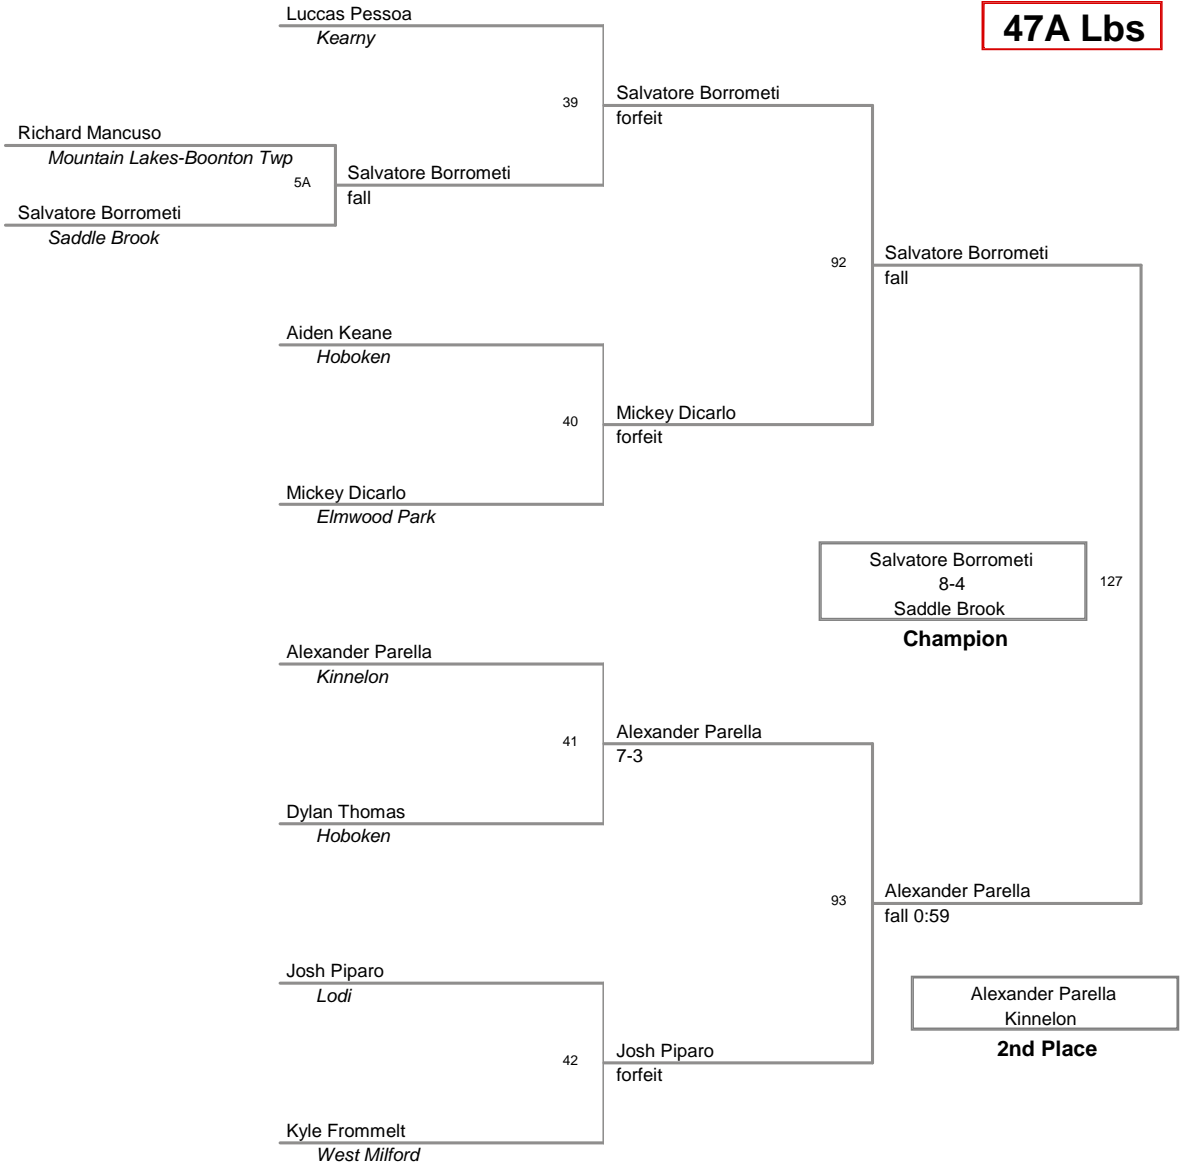 Luccas Pessoa
Kearny
47A Lbs
39
Salvatore Borrometi
forfeit
Richard Mancuso
Mountain Lakes-Boonton Twp
5A
Salvatore Borrometi
fall
Salvatore Borrometi
Saddle Brook
92
Salvatore Borrometi
fall
Aiden Keane
Hoboken
40
Mickey Dicarlo
forfeit
Mickey Dicarlo
Elmwood Park
Salvatore Borrometi
8-4
Saddle Brook
127
Champion
Alexander Parella
Kinnelon
41
Alexander Parella
7-3
Dylan Thomas
Hoboken
93
Alexander Parella
fall 0:59
Josh Piparo
Lodi
Alexander Parella
Kinnelon
2nd Place
42
Josh Piparo
forfeit
Kyle Frommelt
West Milford